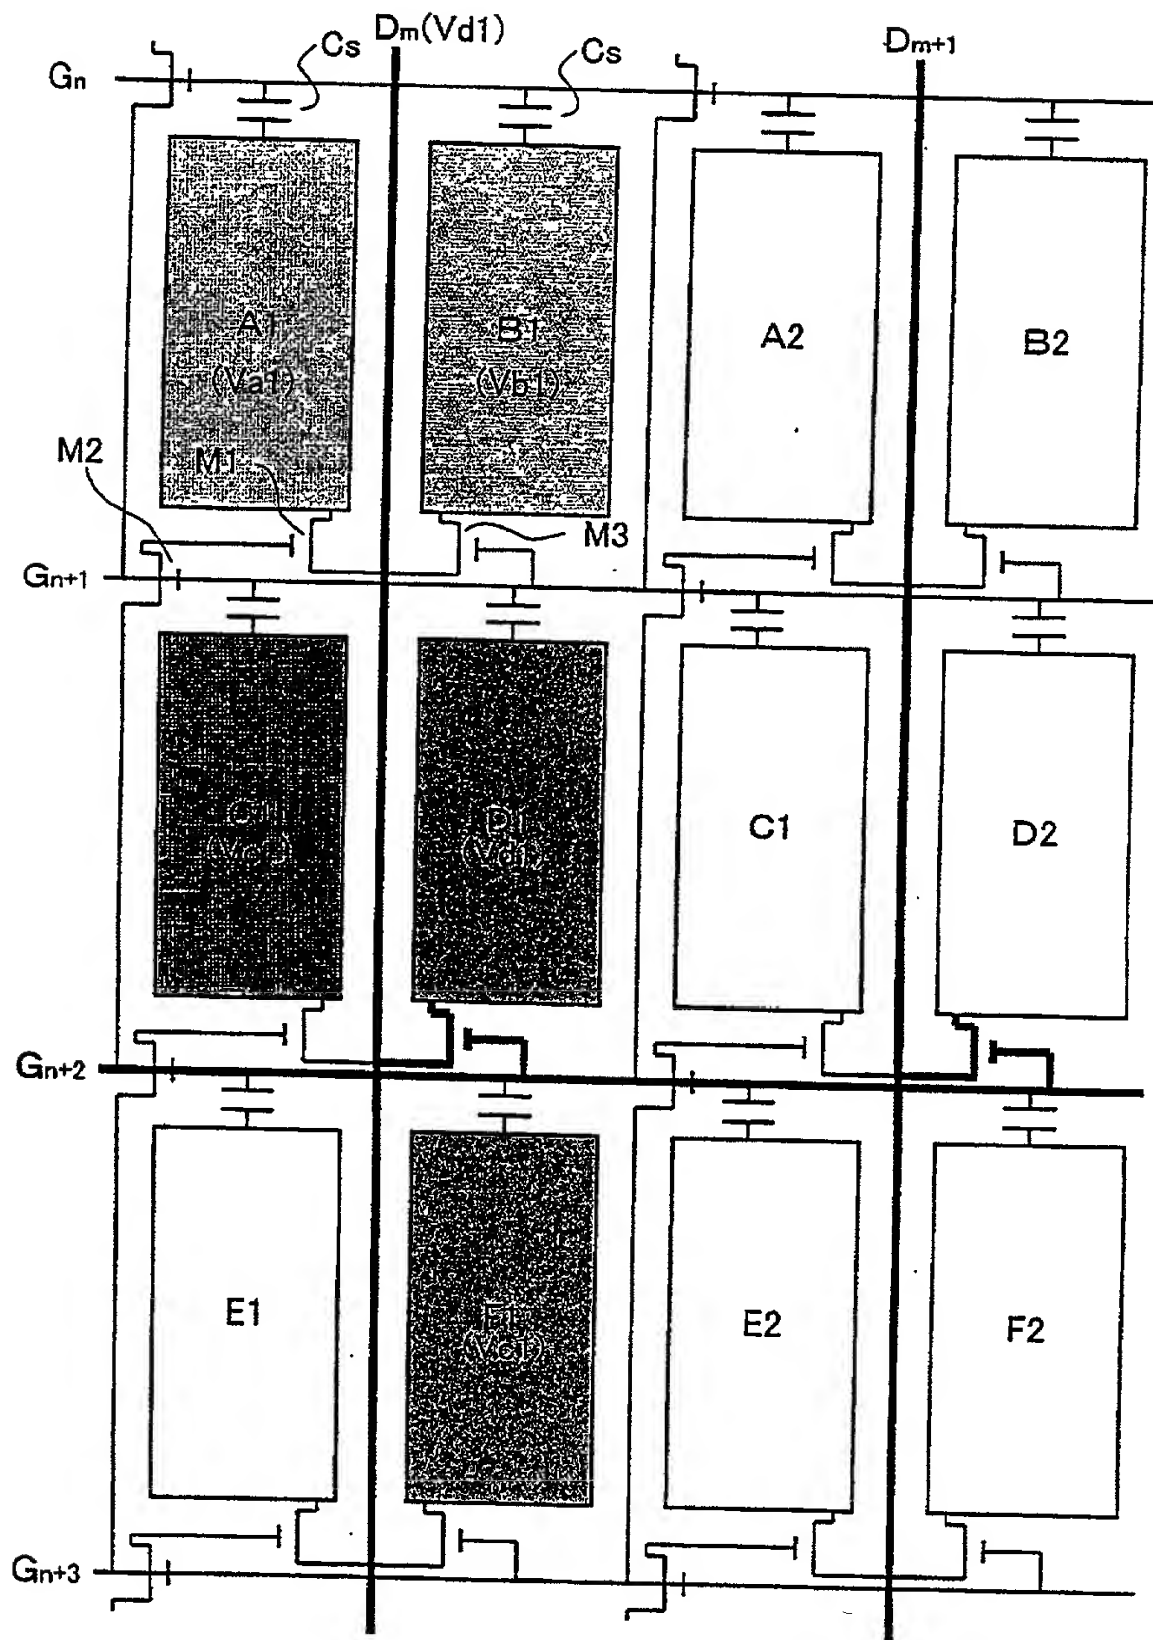 Dm(Vd1)
Cs
Cs
Dm+1
Gn
A1
(Va1)
B1
(Vb1)
A2
B2
M2
M1
M3
Gn+1
C1
(Vc1)
D1
(Vd1)
C1
D2
Gn+2
E1
F1
(Vc1)
E2
F2
Gn+3